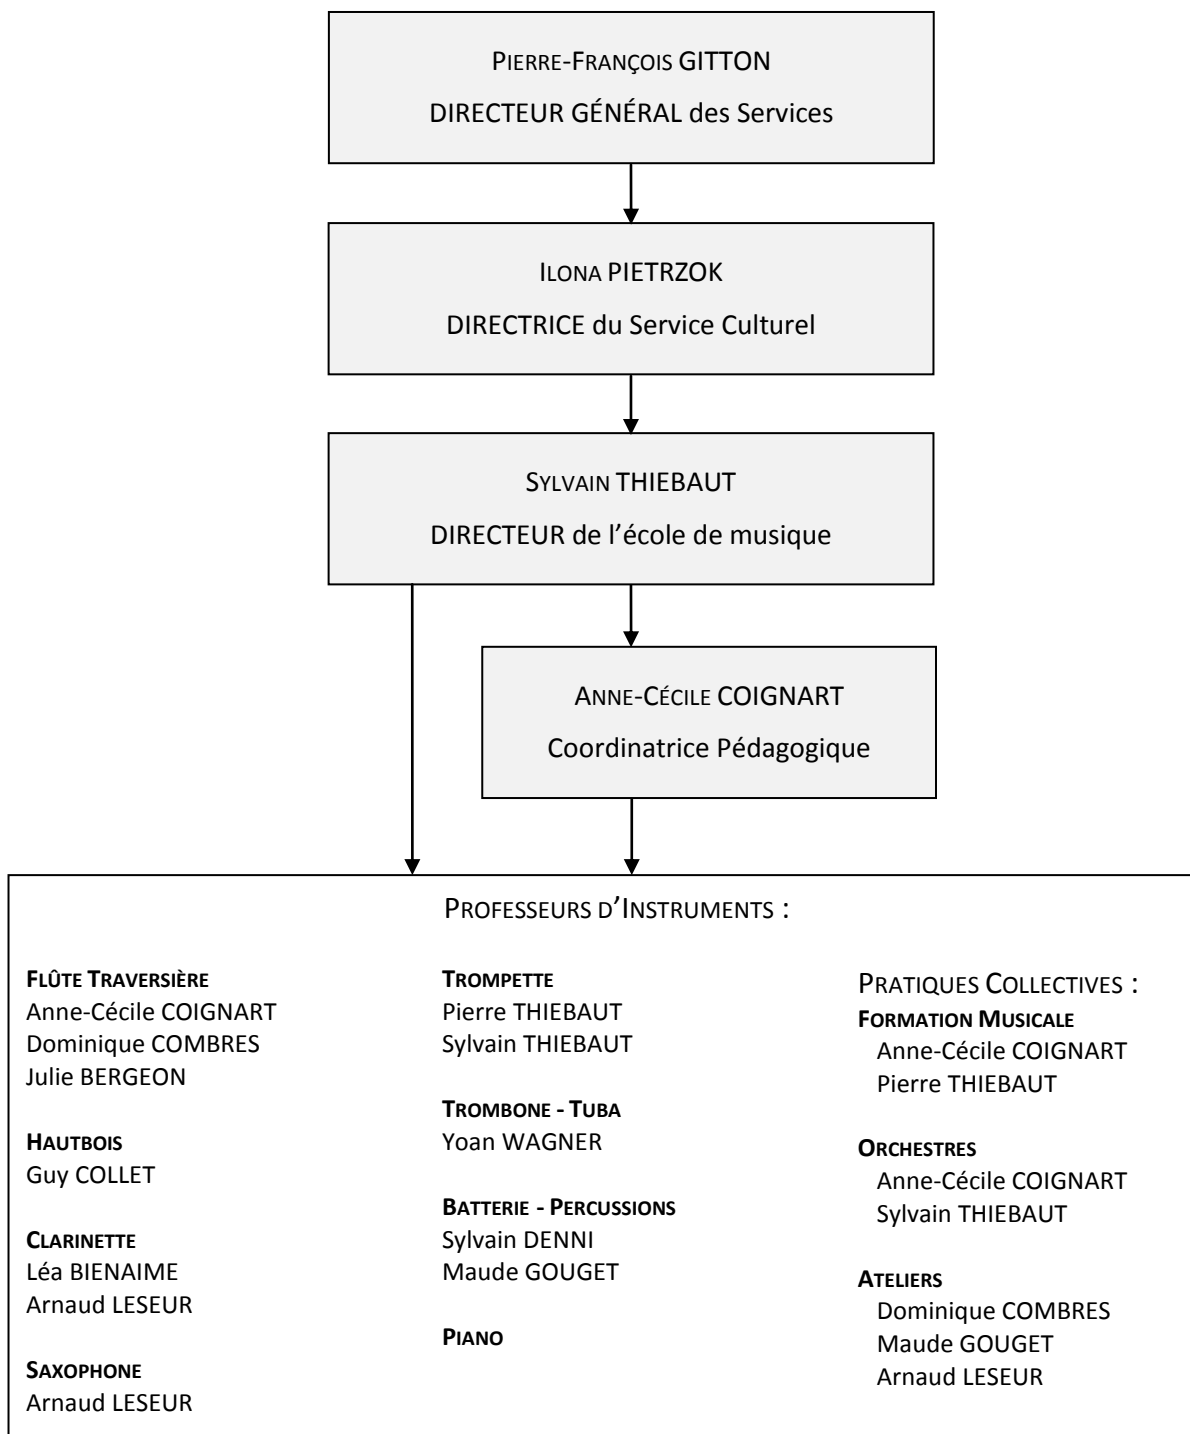 PIERRE-FRANÇOIS GITTON
DIRECTEUR GÉNÉRAL des Services
ILONA PIETRZOK
DIRECTRICE du Service Culturel
SYLVAIN THIEBAUT
DIRECTEUR de l’école de musique
ANNE-CÉCILE COIGNART
Coordinatrice Pédagogique
PROFESSEURS D’INSTRUMENTS :
FLÛTE TRAVERSIÈRE
Anne-Cécile COIGNART
Dominique COMBRES
Julie BERGEON
HAUTBOIS
Guy COLLET
CLARINETTE
Léa BIENAIME
Arnaud LESEUR
SAXOPHONE
Arnaud LESEUR
TROMPETTE
Pierre THIEBAUT
Sylvain THIEBAUT
TROMBONE - TUBA
Yoan WAGNER
BATTERIE - PERCUSSIONS
Sylvain DENNI
Maude GOUGET
PIANO
PRATIQUES COLLECTIVES :
FORMATION MUSICALE
Anne-Cécile COIGNART
Pierre THIEBAUT
ORCHESTRES
Anne-Cécile COIGNART
Sylvain THIEBAUT
ATELIERS
Dominique COMBRES
Maude GOUGET
Arnaud LESEUR